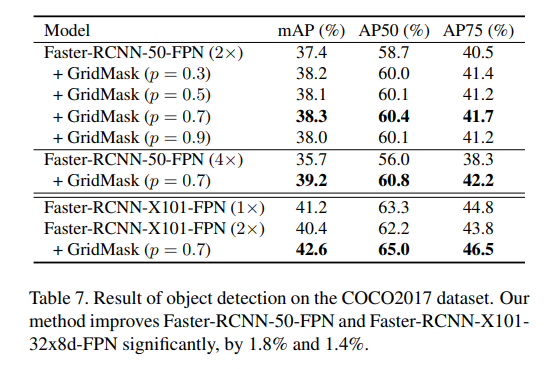 Model mAP (%) AP50 (%) AP75 (%)
Faster-RCNN-50-FPN (2×) 37.4 58.7 40.5
+ GridMask (p = 0.3) 38.2 60.0 41.4
+ GridMask (p = 0.5) 38.1 60.1 41.2
+ GridMask (p = 0.7) 38.3 60.4 41.7
+ GridMask (p = 0.9) 38.0 60.1 41.2
Faster-RCNN-50-FPN (4×) 35.7 56.0 38.3
+ GridMask (p = 0.7) 39.2 60.8 42.2
Faster-RCNN-X101-FPN (1×) 41.2 63.3 44.8
Faster-RCNN-X101-FPN (2×) 40.4 62.2 43.8
+ GridMask (p = 0.7) 42.6 65.0 46.5
Table 7. Result of object detection on the COCO2017 dataset. Our
method improves Faster-RCNN-50-FPN and Faster-RCNN-X101-
32x8d-FPN significantly, by 1.8% and 1.4%.